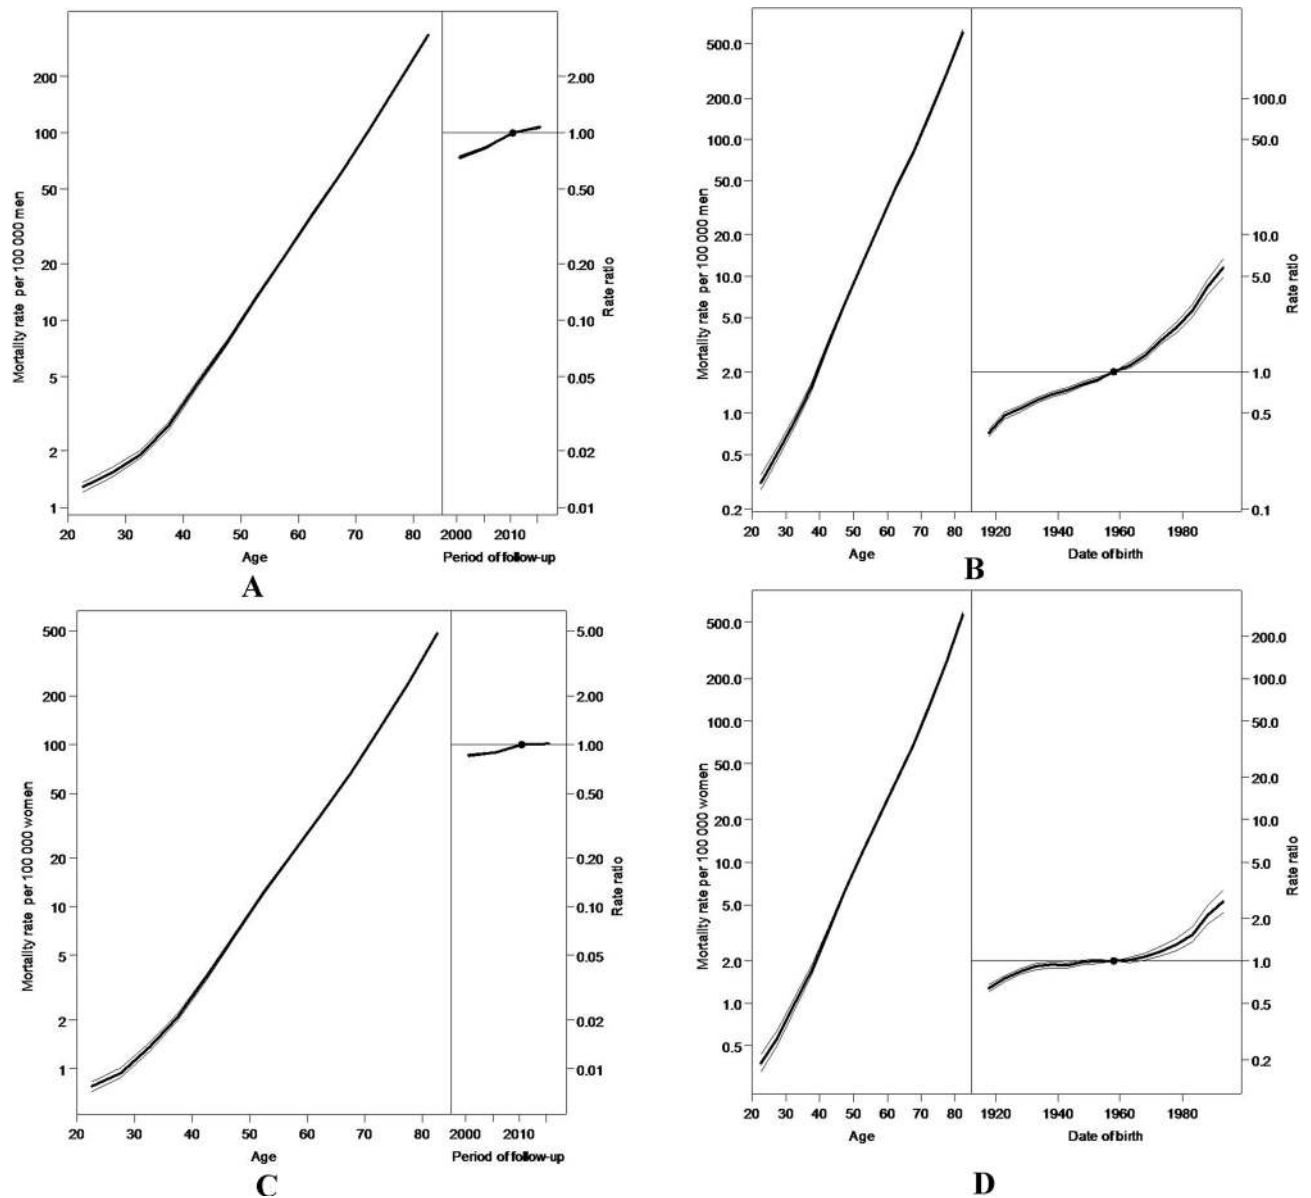 Mortality rate per 100 000 men
200
100
50
20
10
5
2
1
20 30 40 50 60 70 80
Age
2000 2010
Period of follow-up
2.00
1.00
0.50
0.20
0.10
0.05
0.02
0.01
Rate ratio
A
Mortality rate per 100 000 men
500.0
200.0
100.0
50.0
20.0
10.0
5.0
2.0
1.0
0.5
0.2
20 30 40 50 60 70 80
Age
1920 1940 1960 1980
Date of birth
100.0
50.0
10.0
5.0
1.0
0.5
0.1
Rate ratio
B
Mortality rate per 100 000 women
500
200
100
50
20
10
5
2
1
20 30 40 50 60 70 80
Age
2000 2010
Period of follow-up
5.00
2.00
1.00
0.50
0.20
0.10
0.05
0.02
0.01
Rate ratio
C
Mortality rate per 100 000 women
500.0
200.0
100.0
50.0
20.0
10.0
5.0
2.0
1.0
0.5
20 30 40 50 60 70 80
Age
1920 1940 1960 1980
Date of birth
200.0
100.0
50.0
20.0
10.0
5.0
2.0
1.0
0.5
0.2
Rate ratio
D